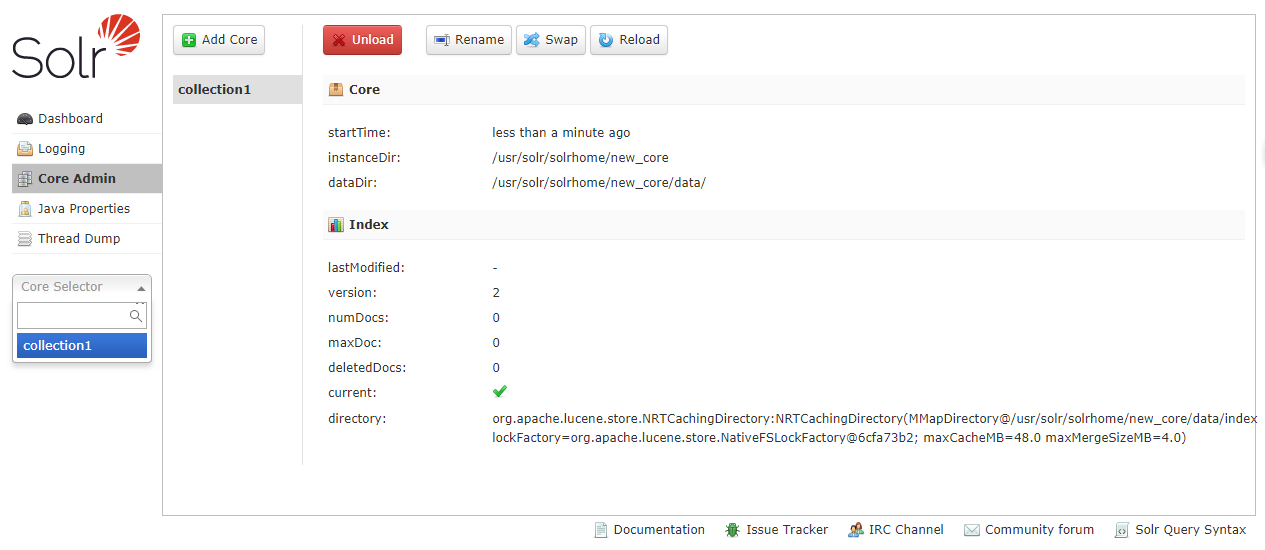 Solr
Dashboard
Logging
Core Admin
Java Properties
Thread Dump
Core Selector
collection1
Add Core
collection1
Unload
Rename
Swap
Reload
Core
startTime: less than a minute ago
instanceDir: /usr/solr/solrhome/new_core
dataDir: /usr/solr/solrhome/new_core/data/
Index
lastModified: -
version: 2
numDocs: 0
maxDoc: 0
deletedDocs: 0
current:
directory: org.apache.lucene.store.NRTCachingDirectory:NRTCachingDirectory(MMapDirectory@/usr/solr/solrhome/new_core/data/index
lockFactory=org.apache.lucene.store.NativeFSLockFactory@6cfa73b2; maxCacheMB=48.0 maxMergeSizeMB=4.0)
Documentation Issue Tracker IRC Channel Community forum Solr Query Syntax